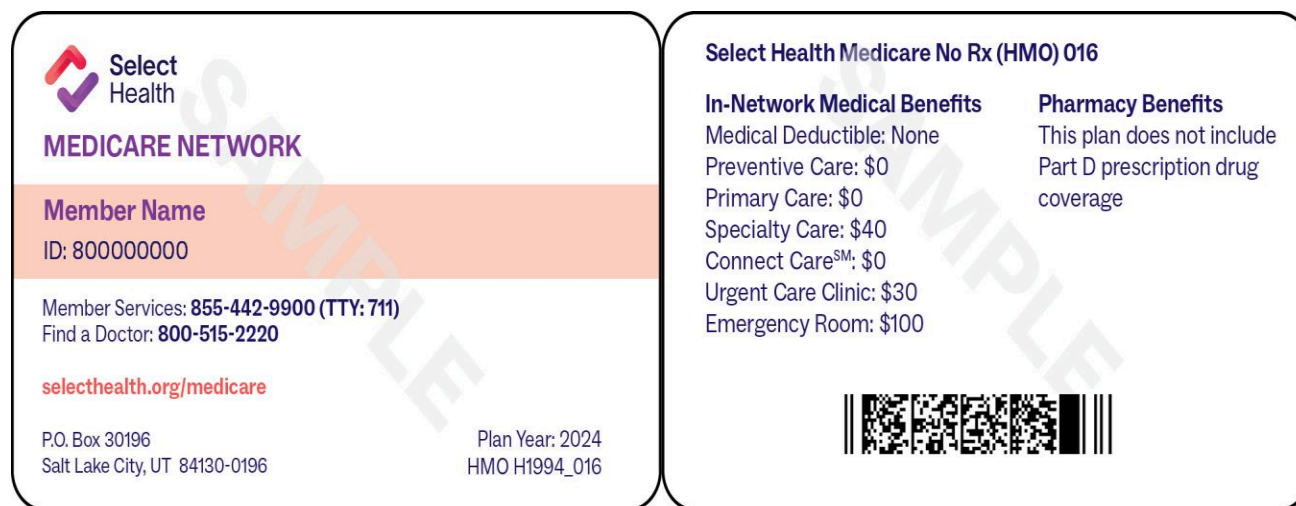 Select
Health
MEDICARE NETWORK
Member Name
ID: 800000000
Member Services: 855-442-9900 (TTY: 711)
Find a Doctor: 800-515-2220
selecthealth.org/medicare
P.O. Box 30196
Salt Lake City, UT 84130-0196
Plan Year: 2024
HMO H1994_016
SAMPLE
Select Health Medicare No Rx (HMO) 016
In-Network Medical Benefits
Medical Deductible: None
Preventive Care: $0
Primary Care: $0
Specialty Care: $40
Connect Care℠: $0
Urgent Care Clinic: $30
Emergency Room: $100
Pharmacy Benefits
This plan does not include
Part D prescription drug
coverage
SAMPLE